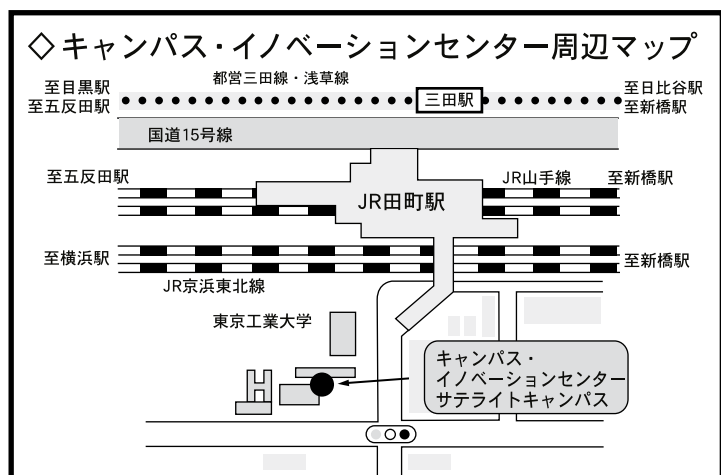 ◇キャンパス・イノベーションセンター周辺マップ
都営三田線・浅草線
至目黒駅
至五反田駅
三田駅
至日比谷駅
至新橋駅
国道15号線
至五反田駅
JR山手線
至新橋駅
JR田町駅
至横浜駅
至新橋駅
JR京浜東北線
東京工業大学
キャンパス・
イノベーションセンター
サテライトキャンパス